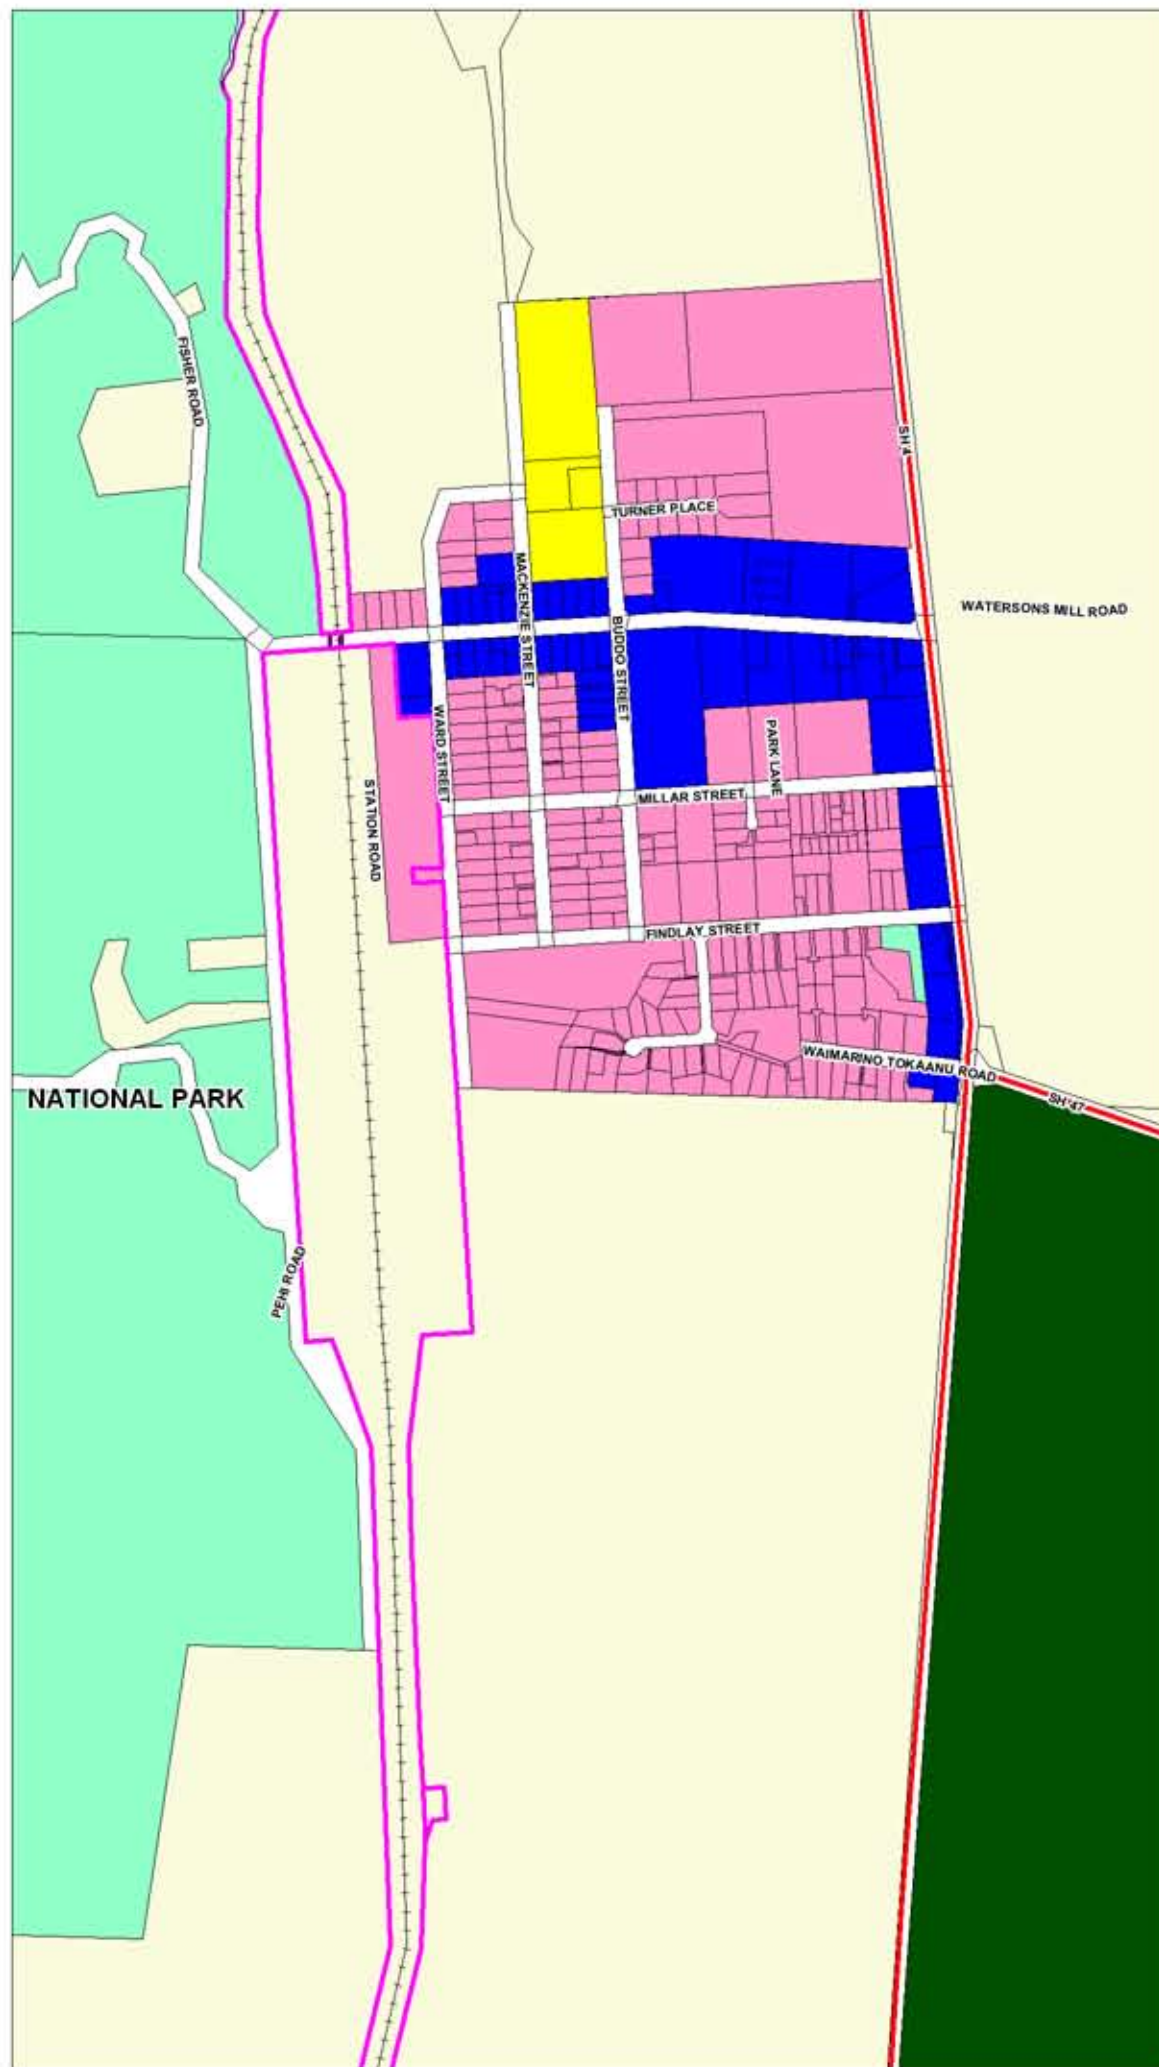 FISHER ROAD
SH 4
TURNER PLACE
MACKENZIE STREET
WATERSONS MILL ROAD
BUDDO STREET
WARD STREET
PARK LANE
STATION ROAD
MILLAR STREET
FINDLAY STREET
WAIMARINO TOKAANU ROAD
NATIONAL PARK
SH 47
PEHI ROAD